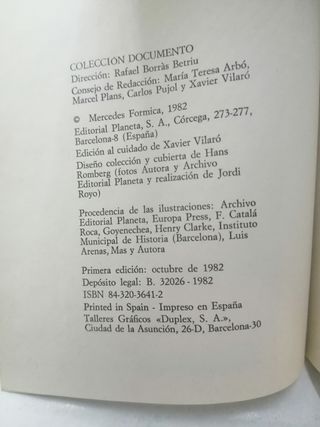 COLECCION DOCUMENTO
Dirección: Rafael Borràs Betriu
Consejo de Redacción: María Teresa Arbó,
Marcel Plans, Carlos Pujol y Xavier Vilaró
© Mercedes Formica, 1982
Editorial Planeta, S. A., Córcega, 273-277,
Barcelona-8 (España)
Edición al cuidado de Xavier Vilaró
Diseño colección y cubierta de Hans
Romberg (fotos Autora y Archivo
Editorial Planeta y realización de Jordi
Royo)
Procedencia de las ilustraciones: Archivo
Editorial Planeta, Europa Press, F. Catalá
Roca, Goyenechea, Henry Clarke, Instituto
Municipal de Historia (Barcelona), Luis
Arenas, Mas y Autora
Primera edición: octubre de 1982
Depósito legal: B. 32026 - 1982
ISBN 84-320-3641-2
Printed in Spain - Impreso en España
Talleres Gráficos «Duplex, S. A.»,
Ciudad de la Asunción, 26-D, Barcelona-30